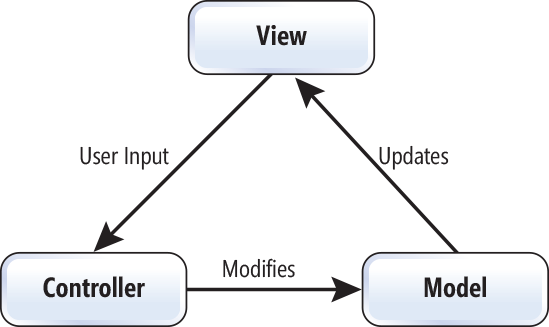 View
User Input
Updates
Modifies
Controller
Model